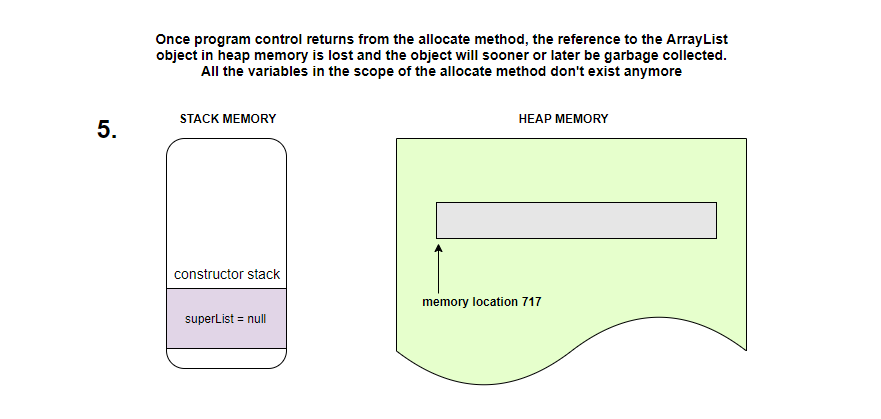 Once program control returns from the allocate method, the reference to the ArrayList
object in heap memory is lost and the object will sooner or later be garbage collected.
All the variables in the scope of the allocate method don't exist anymore
5.
STACK MEMORY
HEAP MEMORY
constructor stack
superList = null
memory location 717